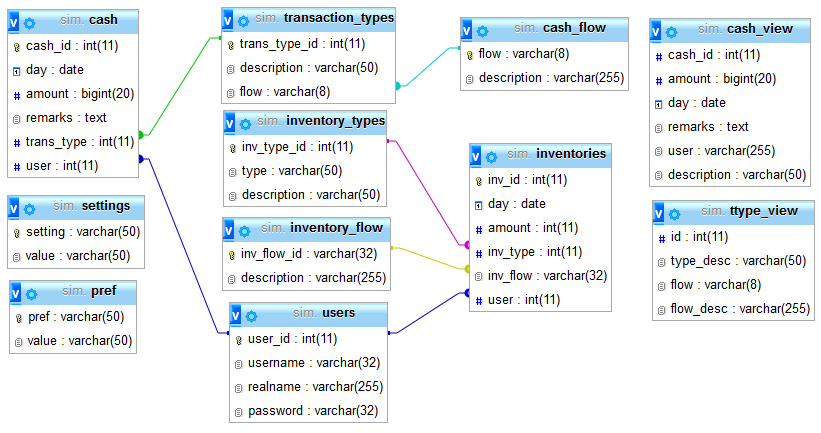 v sim. cash
cash_id : int(11)
day : date
amount : bigint(20)
remarks : text
trans_type : int(11)
user : int(11)
v sim. settings
setting : varchar(50)
value : varchar(50)
v sim. pref
pref : varchar(50)
value : varchar(50)
v sim. transaction_types
trans_type_id : int(11)
description : varchar(50)
flow : varchar(8)
v sim. inventory_types
inv_type_id : int(11)
type : varchar(50)
description : varchar(50)
v sim. inventory_flow
inv_flow_id : varchar(32)
description : varchar(255)
v sim. users
user_id : int(11)
username : varchar(32)
realname : varchar(255)
password : varchar(32)
v sim. cash_flow
flow : varchar(8)
description : varchar(255)
v sim. inventories
inv_id : int(11)
day : date
amount : int(11)
inv_type : int(11)
inv_flow : varchar(32)
user : int(11)
v sim. cash_view
cash_id : int(11)
amount : bigint(20)
day : date
remarks : text
user : varchar(255)
description : varchar(50)
v sim. ttype_view
id : int(11)
type_desc : varchar(50)
flow : varchar(8)
flow_desc : varchar(255)